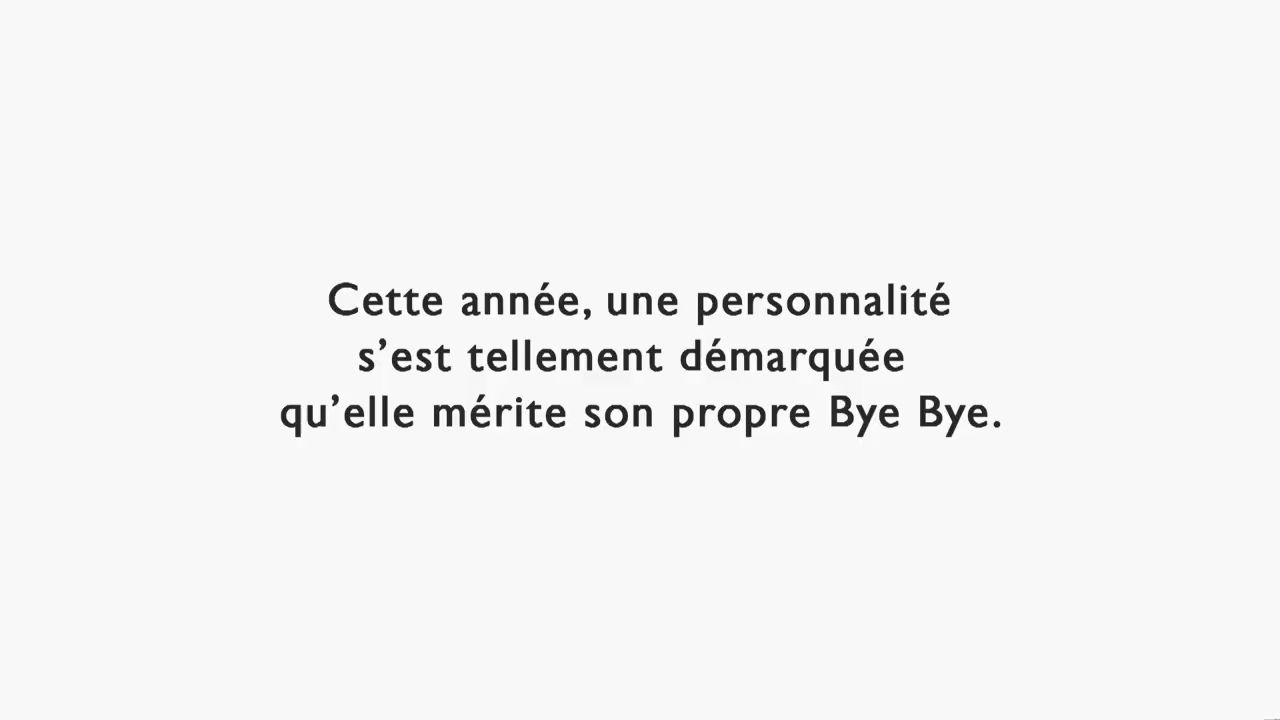 Cette année, une personnalité
s’est tellement démarquée
qu’elle mérite son propre Bye Bye.